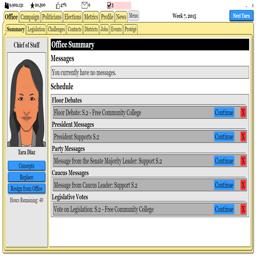 Week 7, 2015
Next Turn
Office Campaign Politicians Elections Metrics Profile News Menu
Summary Legislation Challenges Contacts Districts Jobs Events Protégé
Chief of Staff
Tara Diaz
Concepts
Replace
Resign from Office
Hours Remaining: 40
Office Summary
Messages
You currently have no messages.
Schedule
Floor Debates
Floor Debate: S.2 - Free Community College Continue X
President Messages
President Supports S.2 Continue X
Party Messages
Message from the Senate Majority Leader: Support S.2 Continue X
Caucus Messages
Message from Caucus Leader: Support S.2 Continue X
Legislative Votes
Vote on Legislation: S.2 - Free Community College Continue X